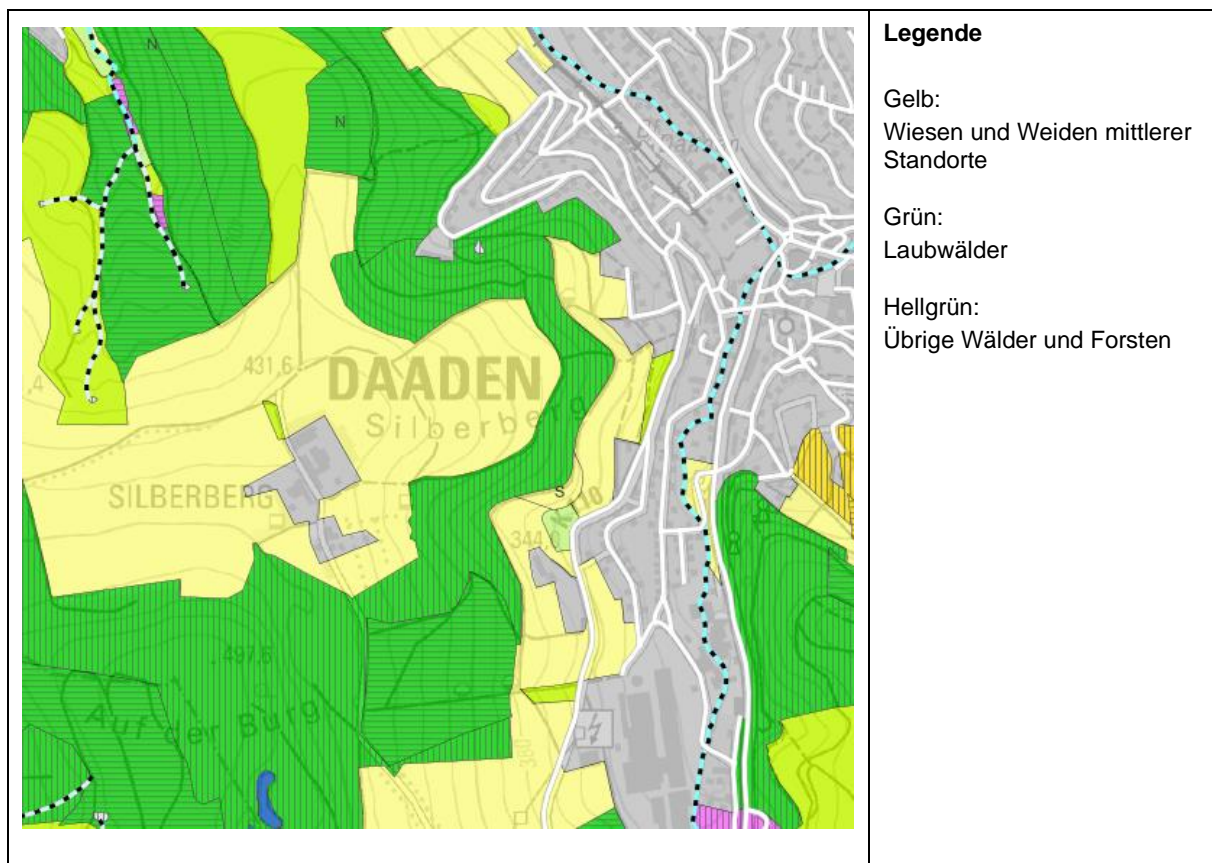 N
N
431,6
DAADEN
Silberberg
SILBERBERG
S
344,0
497,6
Auf der Burg
380
Legende
Gelb:
Wiesen und Weiden mittlerer
Standorte
Grün:
Laubwälder
Hellgrün:
Übrige Wälder und Forsten